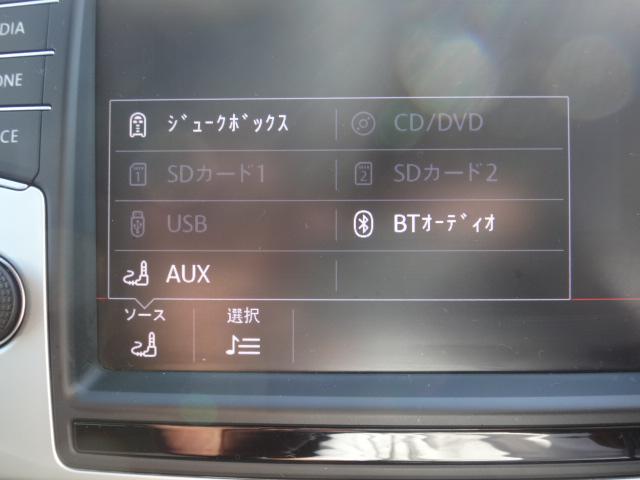 DIA
ONE
CE
ｼﾞｭｰｸﾎﾞｯｸｽ
CD/DVD
1
SDカード1
2
SDカード2
USB
BTｵｰﾃﾞｨｵ
AUX
ソース
選択